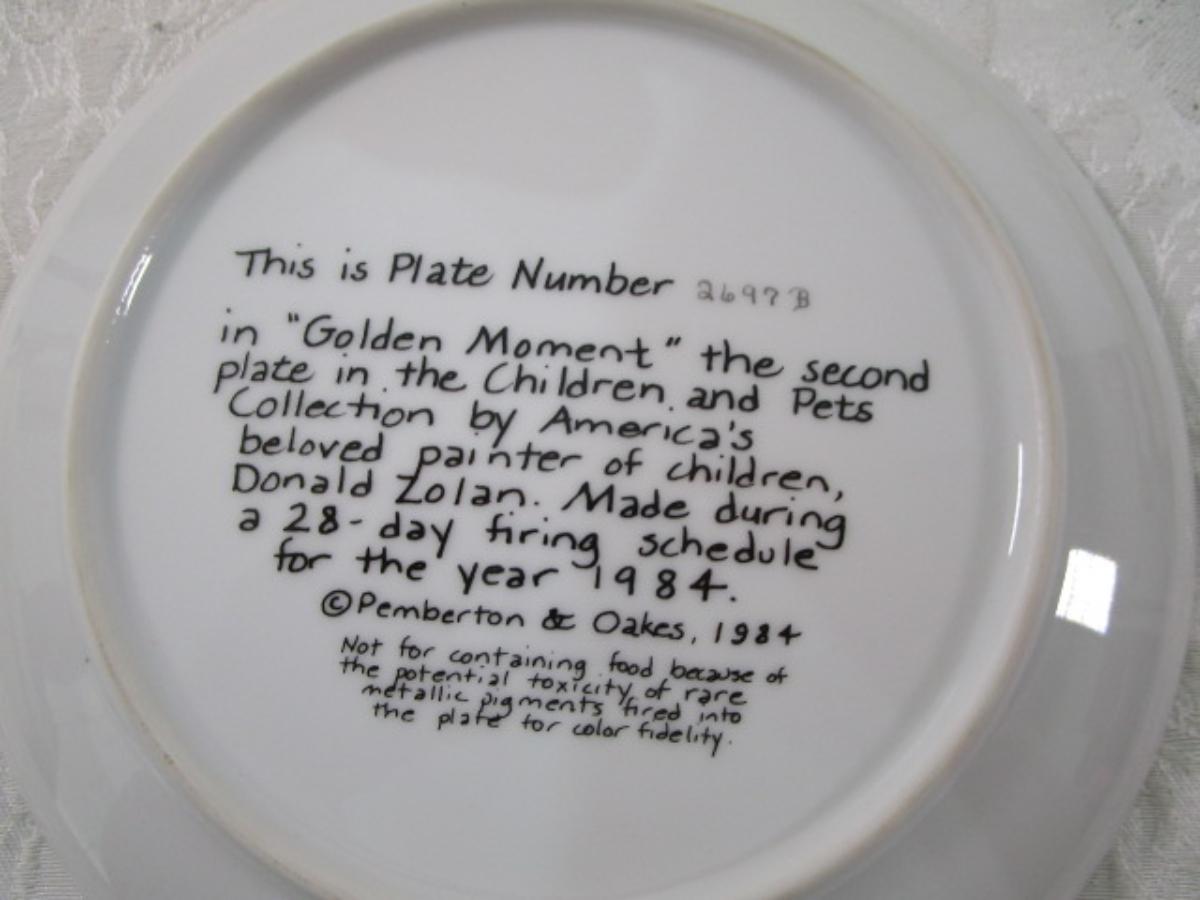 This is Plate Number 2697B
in "Golden Moment" the second
plate in the Children and Pets
Collection by America's
beloved painter of children,
Donald Zolan. Made during
a 28-day firing schedule
for the year 1984.
©Pemberton & Oakes, 1984
Not for containing food because of
the potential toxicity of rare
metallic pigments fired into
the plate for color fidelity.